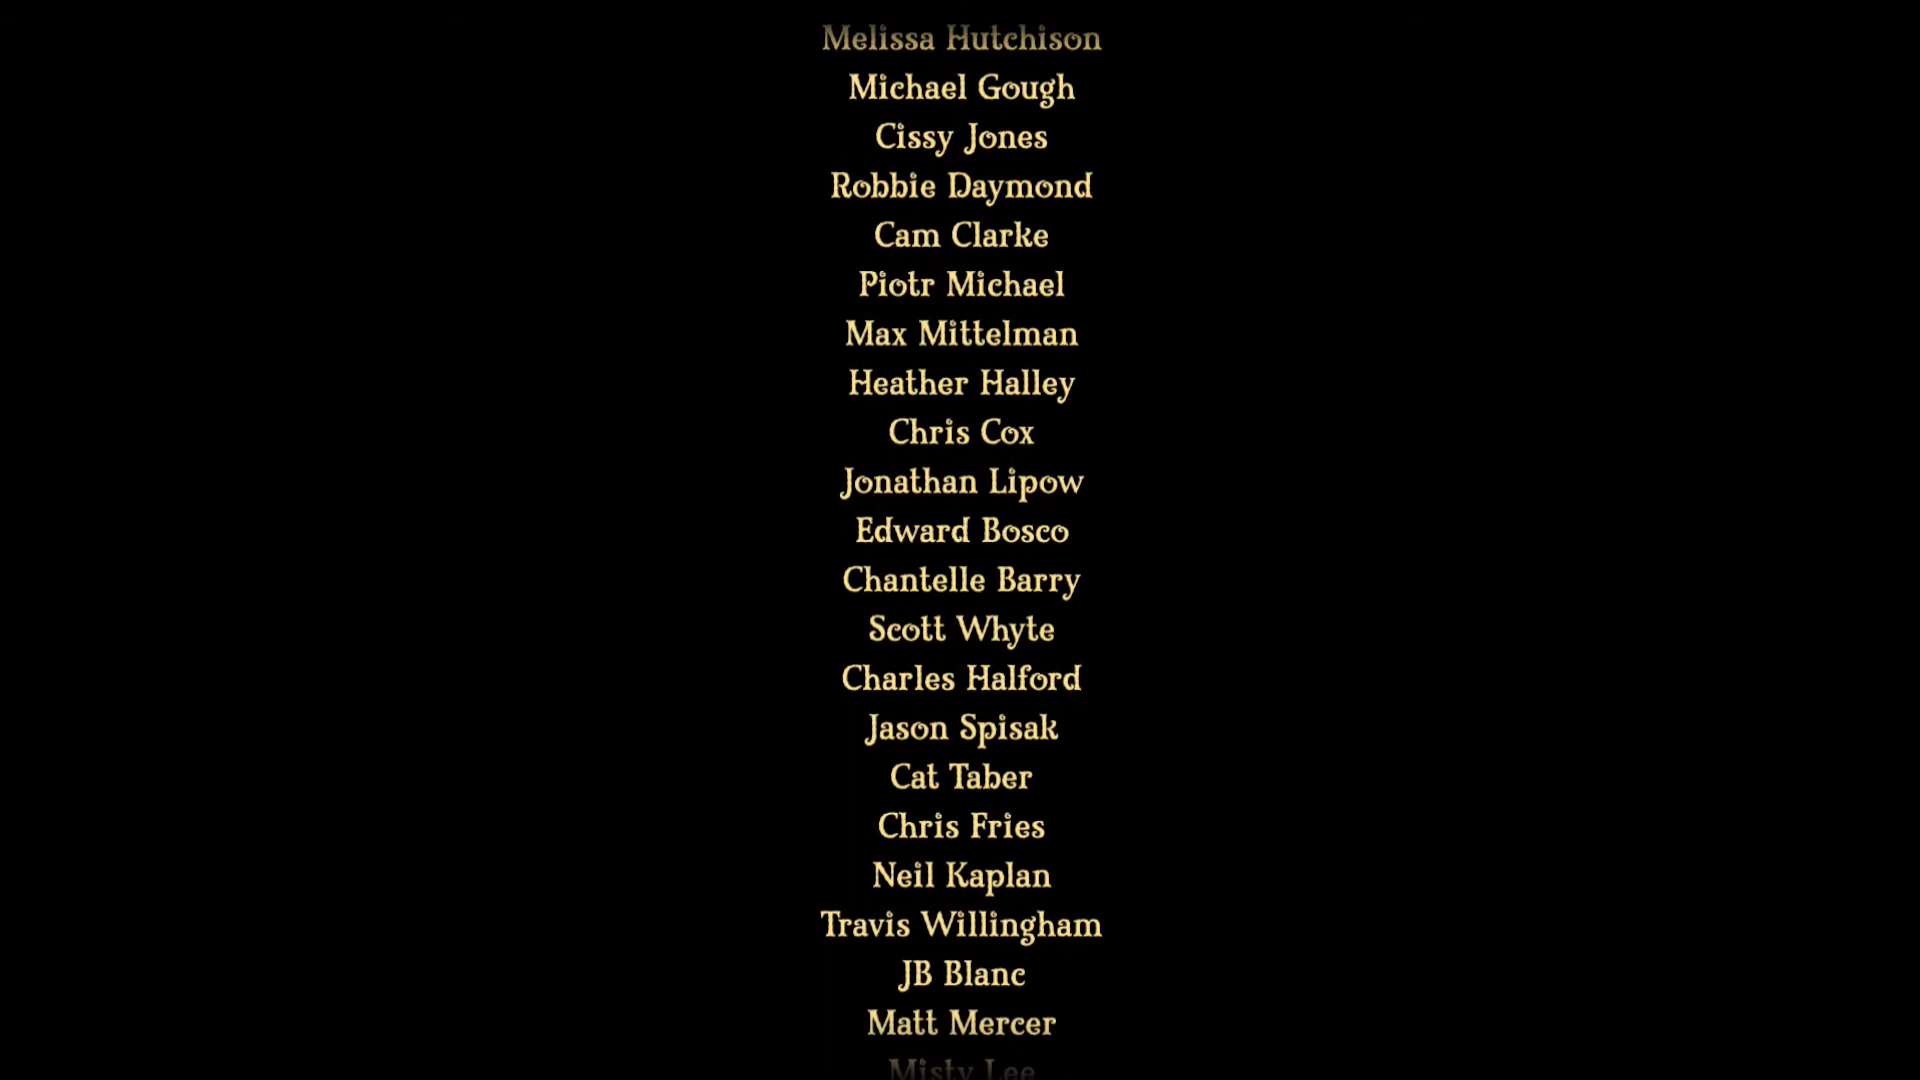 Melissa Hutchison
Michael Gough
Cissy Jones
Robbie Daymond
Cam Clarke
Piotr Michael
Max Mittelman
Heather Halley
Chris Cox
Jonathan Lipow
Edward Bosco
Chantelle Barry
Scott Whyte
Charles Halford
Jason Spisak
Cat Taber
Chris Fries
Neil Kaplan
Travis Willingham
JB Blanc
Matt Mercer
Misty Lee